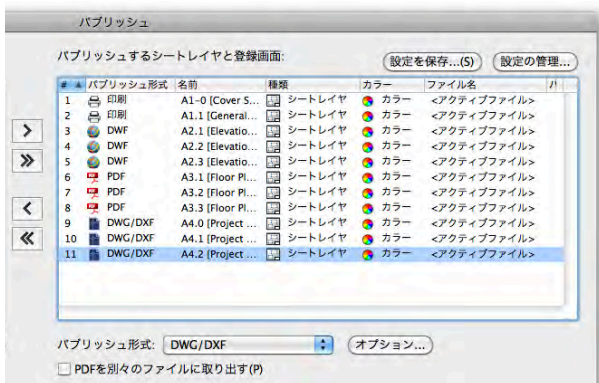 パブリッシュ
パブリッシュするシートレイヤと登録画面:
設定を保存...(S) 設定の管理...
# パブリッシュ形式 名前 種類 カラー ファイル名 パ
1 印刷 A1-0 [Cover S... シートレイヤ カラー <アクティブファイル>
2 印刷 A1.1 [General... シートレイヤ カラー <アクティブファイル>
3 DWF A2.1 [Elevatio... シートレイヤ カラー <アクティブファイル>
4 DWF A2.2 [Elevatio... シートレイヤ カラー <アクティブファイル>
5 DWF A2.3 [Elevatio... シートレイヤ カラー <アクティブファイル>
6 PDF A3.1 [Floor Pl... シートレイヤ カラー <アクティブファイル>
7 PDF A3.2 [Floor Pl... シートレイヤ カラー <アクティブファイル>
8 PDF A3.3 [Floor Pl... シートレイヤ カラー <アクティブファイル>
9 DWG/DXF A4.0 [Project ... シートレイヤ カラー <アクティブファイル>
10 DWG/DXF A4.1 [Project ... シートレイヤ カラー <アクティブファイル>
11 DWG/DXF A4.2 [Project ... シートレイヤ カラー <アクティブファイル>
パブリッシュ形式: DWG/DXF オプション...
PDFを別々のファイルに取り出す(P)